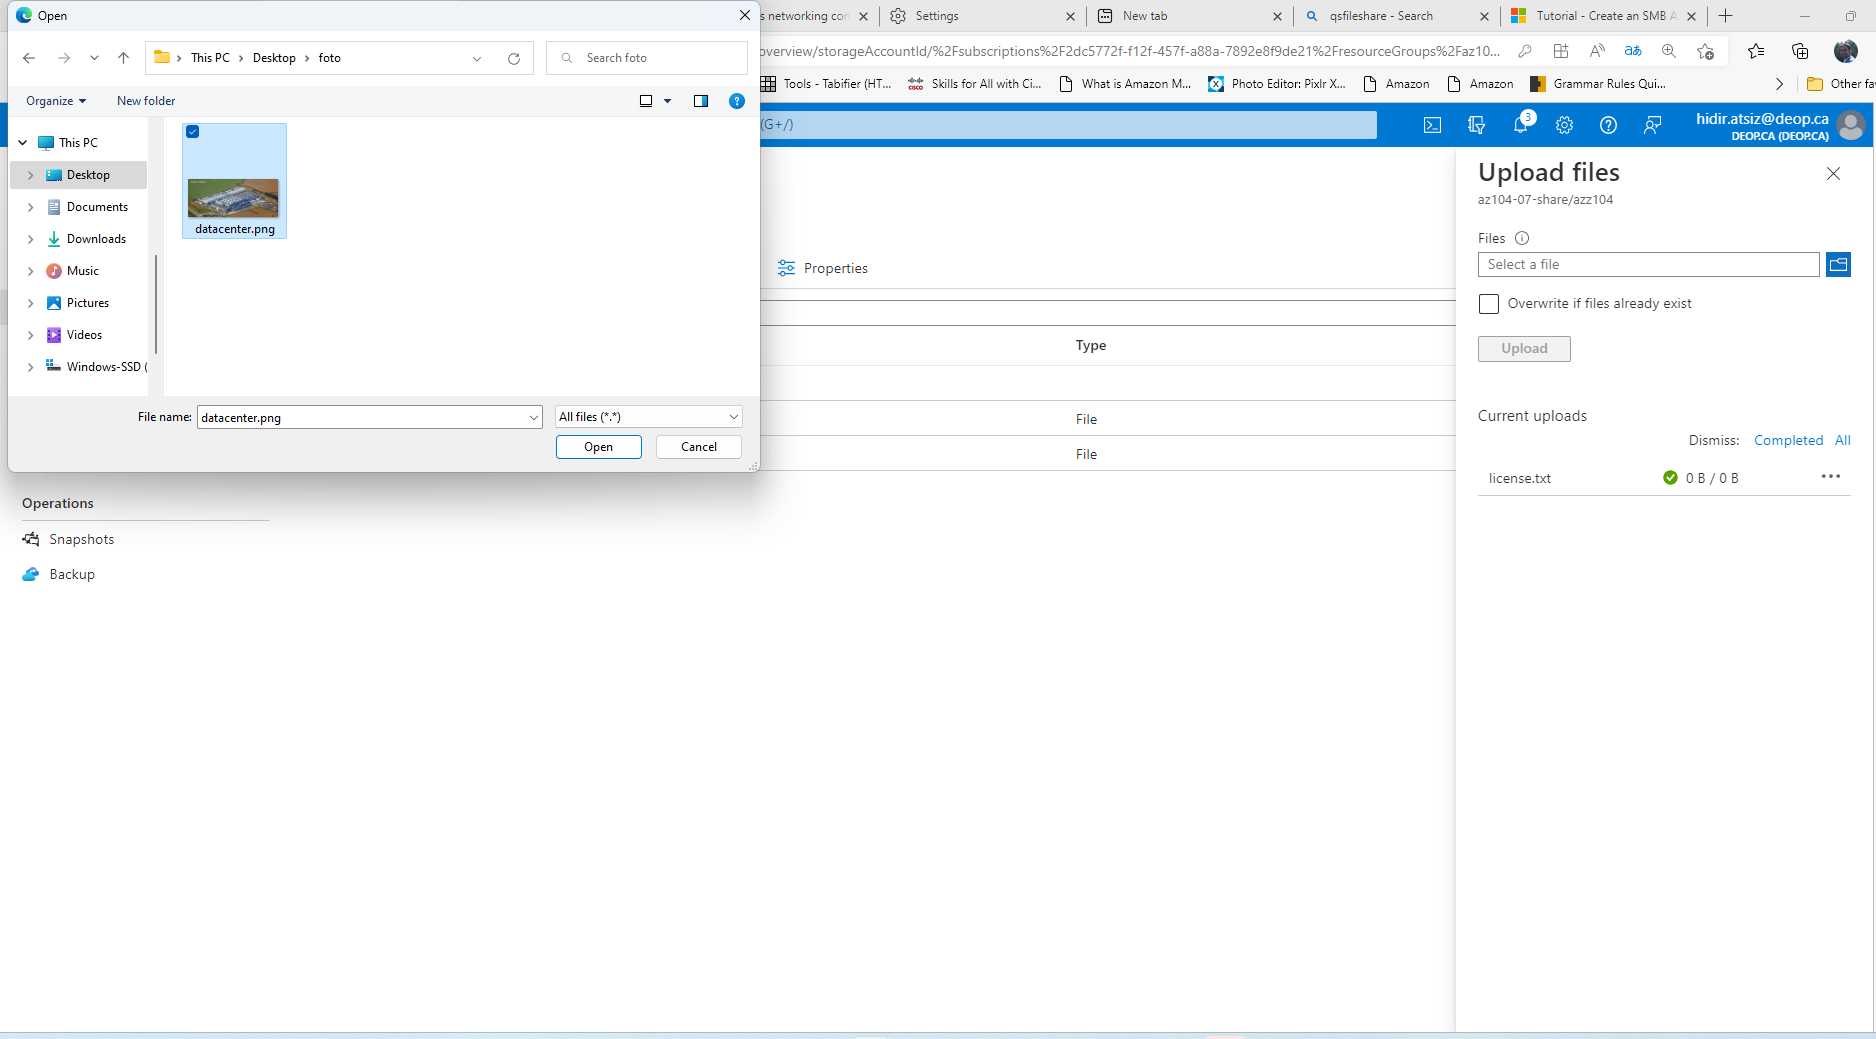 Open
s networking con
Settings
New tab
qsfileshare - Search
Tutorial - Create an SMB A
This PC
Desktop
foto
Search foto
overview/storageAccountId/%2Fsubscriptions%2F2dc5772f-f12f-457f-a88a-7892e8f9de21%2FresourceGroups%2Faz10...
Organize
New folder
Tools - Tabifier (HT...
Skills for All with Ci...
What is Amazon M...
Photo Editor: Pixlr X...
Amazon
Amazon
Grammar Rules Qui...
Other fa
(G+/)
3
hidir.atsiz@deop.ca
DEOP.CA (DEOP.CA)
This PC
Desktop
Documents
Downloads
Music
Pictures
Videos
Windows-SSD (
datacenter.png
File name:
datacenter.png
All files (*.*)
Open
Cancel
Properties
Type
File
File
Operations
Snapshots
Backup
Upload files
az104-07-share/azz104
Files
Select a file
Overwrite if files already exist
Upload
Current uploads
Dismiss: Completed All
license.txt
0 B / 0 B